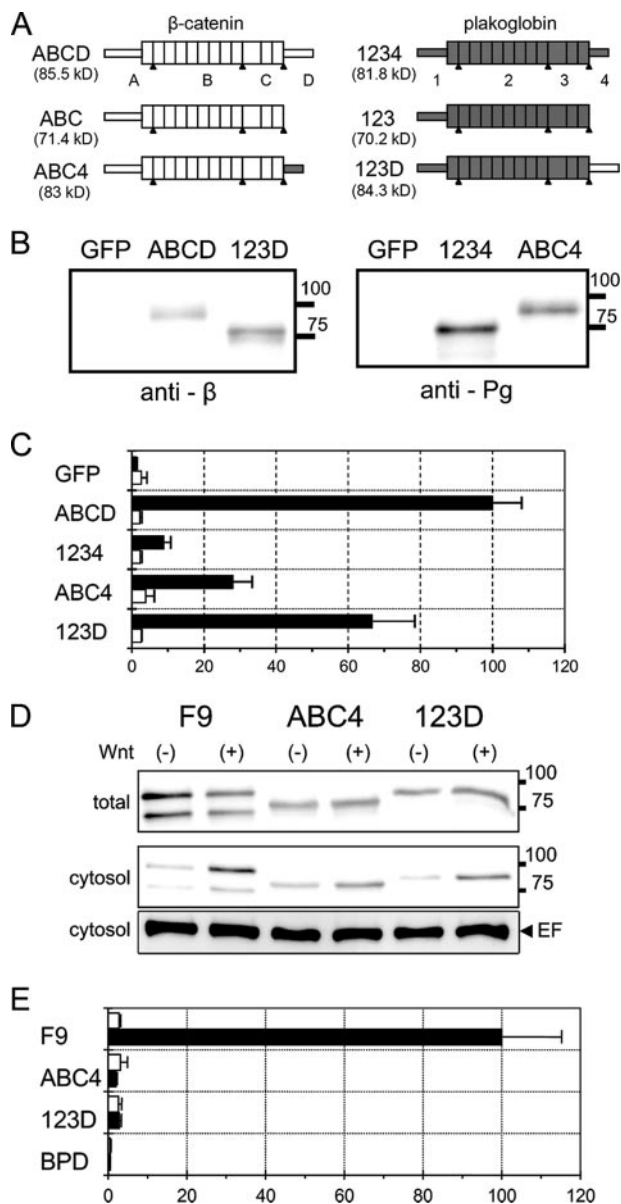 A
β-catenin
plakoglobin
ABCD
(85.5 kD)
A B C D
1234
(81.8 kD)
1 2 3 4
ABC
(71.4 kD)
123
(70.2 kD)
ABC4
(83 kD)
123D
(84.3 kD)
B
GFP ABCD 123D
100
75
anti - β
GFP 1234 ABC4
100
75
anti - Pg
C
GFP
ABCD
1234
ABC4
123D
0 20 40 60 80 100 120
D
F9 ABC4 123D
Wnt (-) (+) (-) (+) (-) (+)
total
100
75
cytosol
100
75
cytosol
EF
E
F9
ABC4
123D
BPD
0 20 40 60 80 100 120